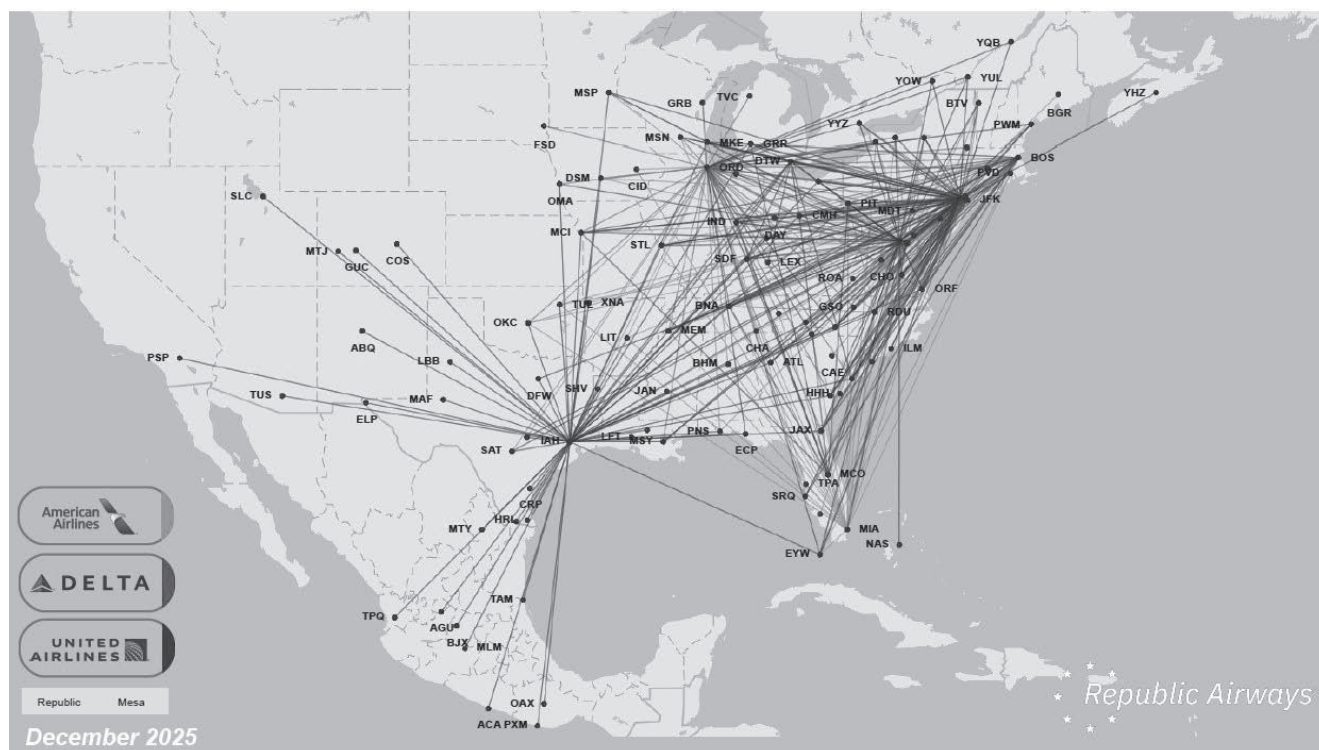 YQB
YOW
YUL
MSP
GRB
TVC
BTV
YHZ
BGR
YYZ
PWM
FSD
MSN
MKE
GRR
ORD
DTW
BOS
PVD
DSM
CID
SLC
OMA
PIT
MDT
JFK
IND
CMH
MCI
DAY
STL
MTJ
GUC
COS
SDF
LEX
ROA
CHO
ORF
TUL
XNA
BNA
GSO
RDU
OKC
LIT
MEM
ABQ
CHA
ILM
PSP
LBB
BHM
ATL
CAE
TUS
MAF
DFW
SHV
JAN
HHH
ELP
IAH
LFT
MSY
PNS
JAX
SAT
ECP
MCO
TPA
CRP
SRQ
American
Airlines
HRL
MTY
MIA
NAS
EYW
DELTA
TAM
TPQ
AGU
UNITED
AIRLINES
BJX
MLM
Republic Mesa
OAX
Republic Airways
ACA PXM
December 2025